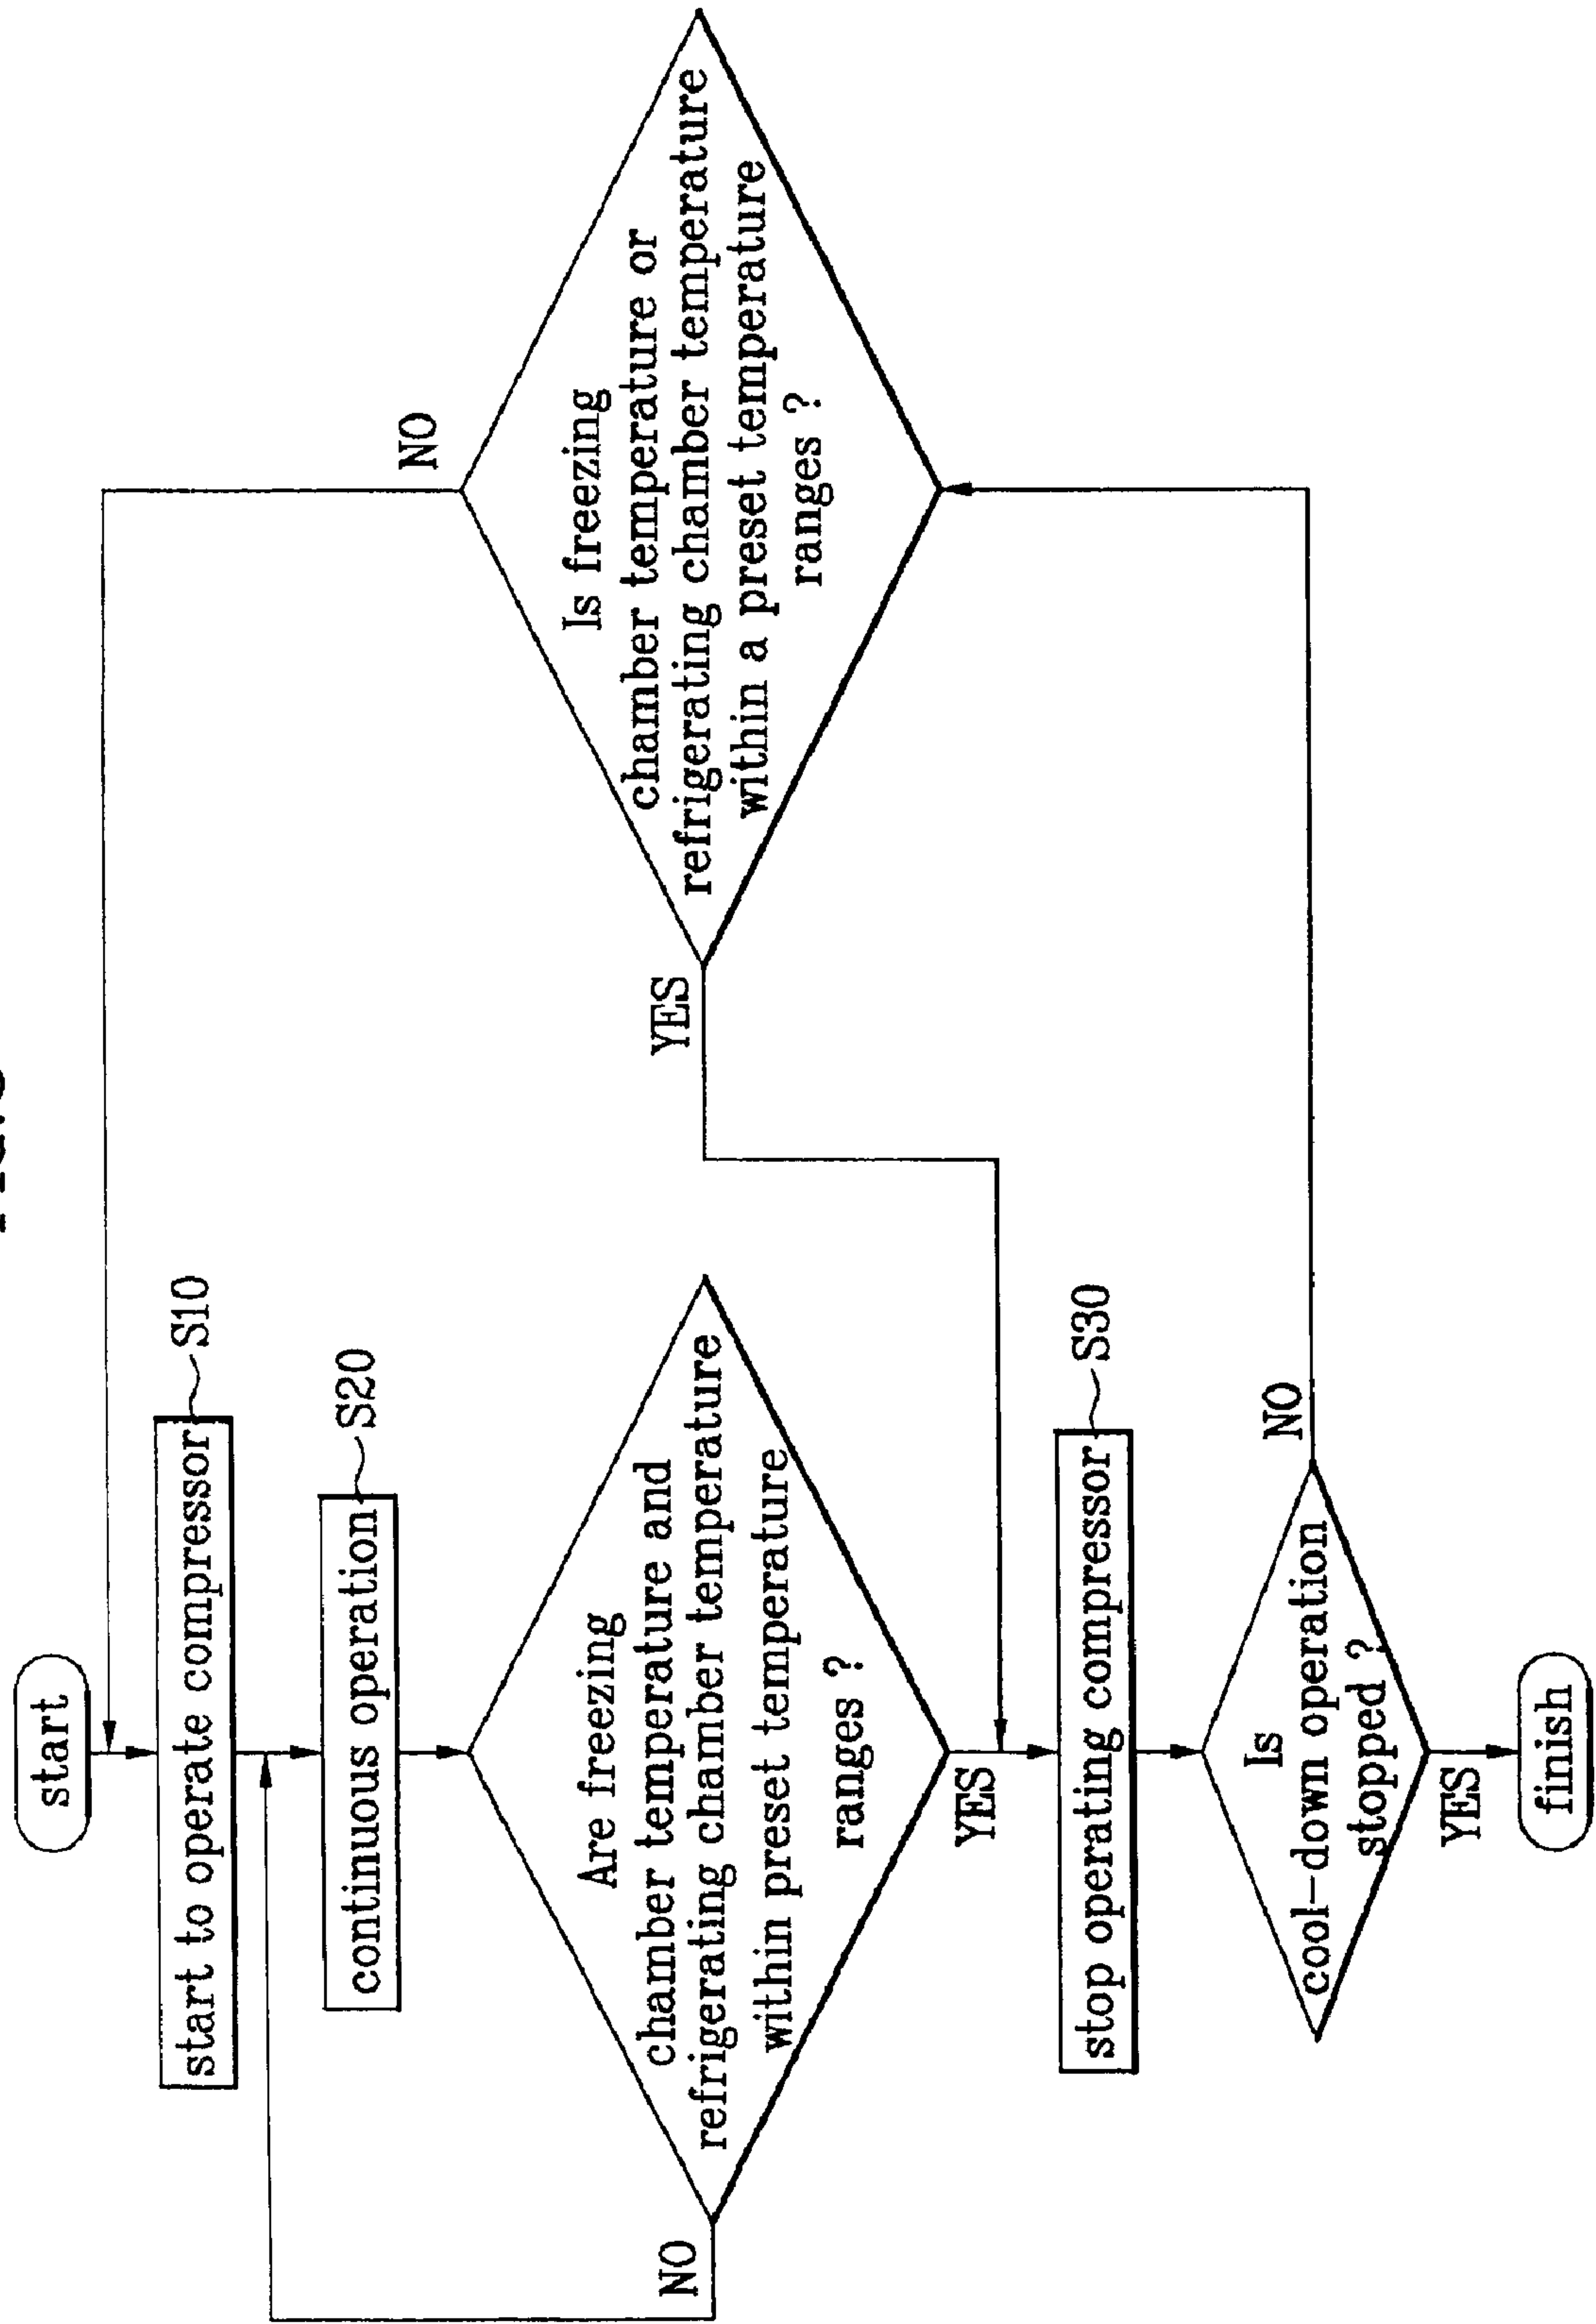 start
start to operate compressor
S10
continuous operation
S20
Are freezing
chamber temperature and
refrigerating chamber temperature
within preset temperature
ranges ?
NO
YES
stop operating compressor
S30
Is
cool-down operation
stopped ?
NO
YES
finish
Is freezing
chamber temperature or
refrigerating chamber temperature
within a preset temperature
ranges ?
NO
YES